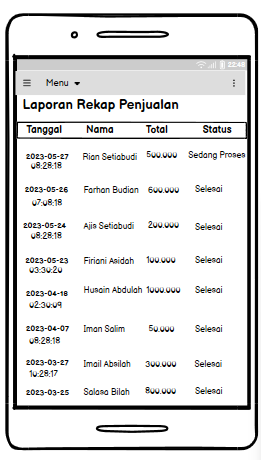 22:48
Menu
Laporan Rekap Penjualan
Tanggal Nama Total Status
2023-05-27 Rian Setiabudi 500.000 Sedang Proses
08:28:18
2023-05-26 Farhan Budian 600.000 Selesai
07:08:18
2023-05-24 Ajis Setiabudi 200.000 Selesai
08:28:18
2023-05-23 Firiani Asidah 100.000 Selesai
03:30:20
2023-04-18 Husain Abdulah 1000.000 Selesai
02:30:09
2023-04-07 Iman Salim 50.000 Selesai
08:28:18
2023-03-27 Imail Absilah 300.000 Selesai
10:28:17
2023-03-25 Salasa Bilah 800.000 Selesai